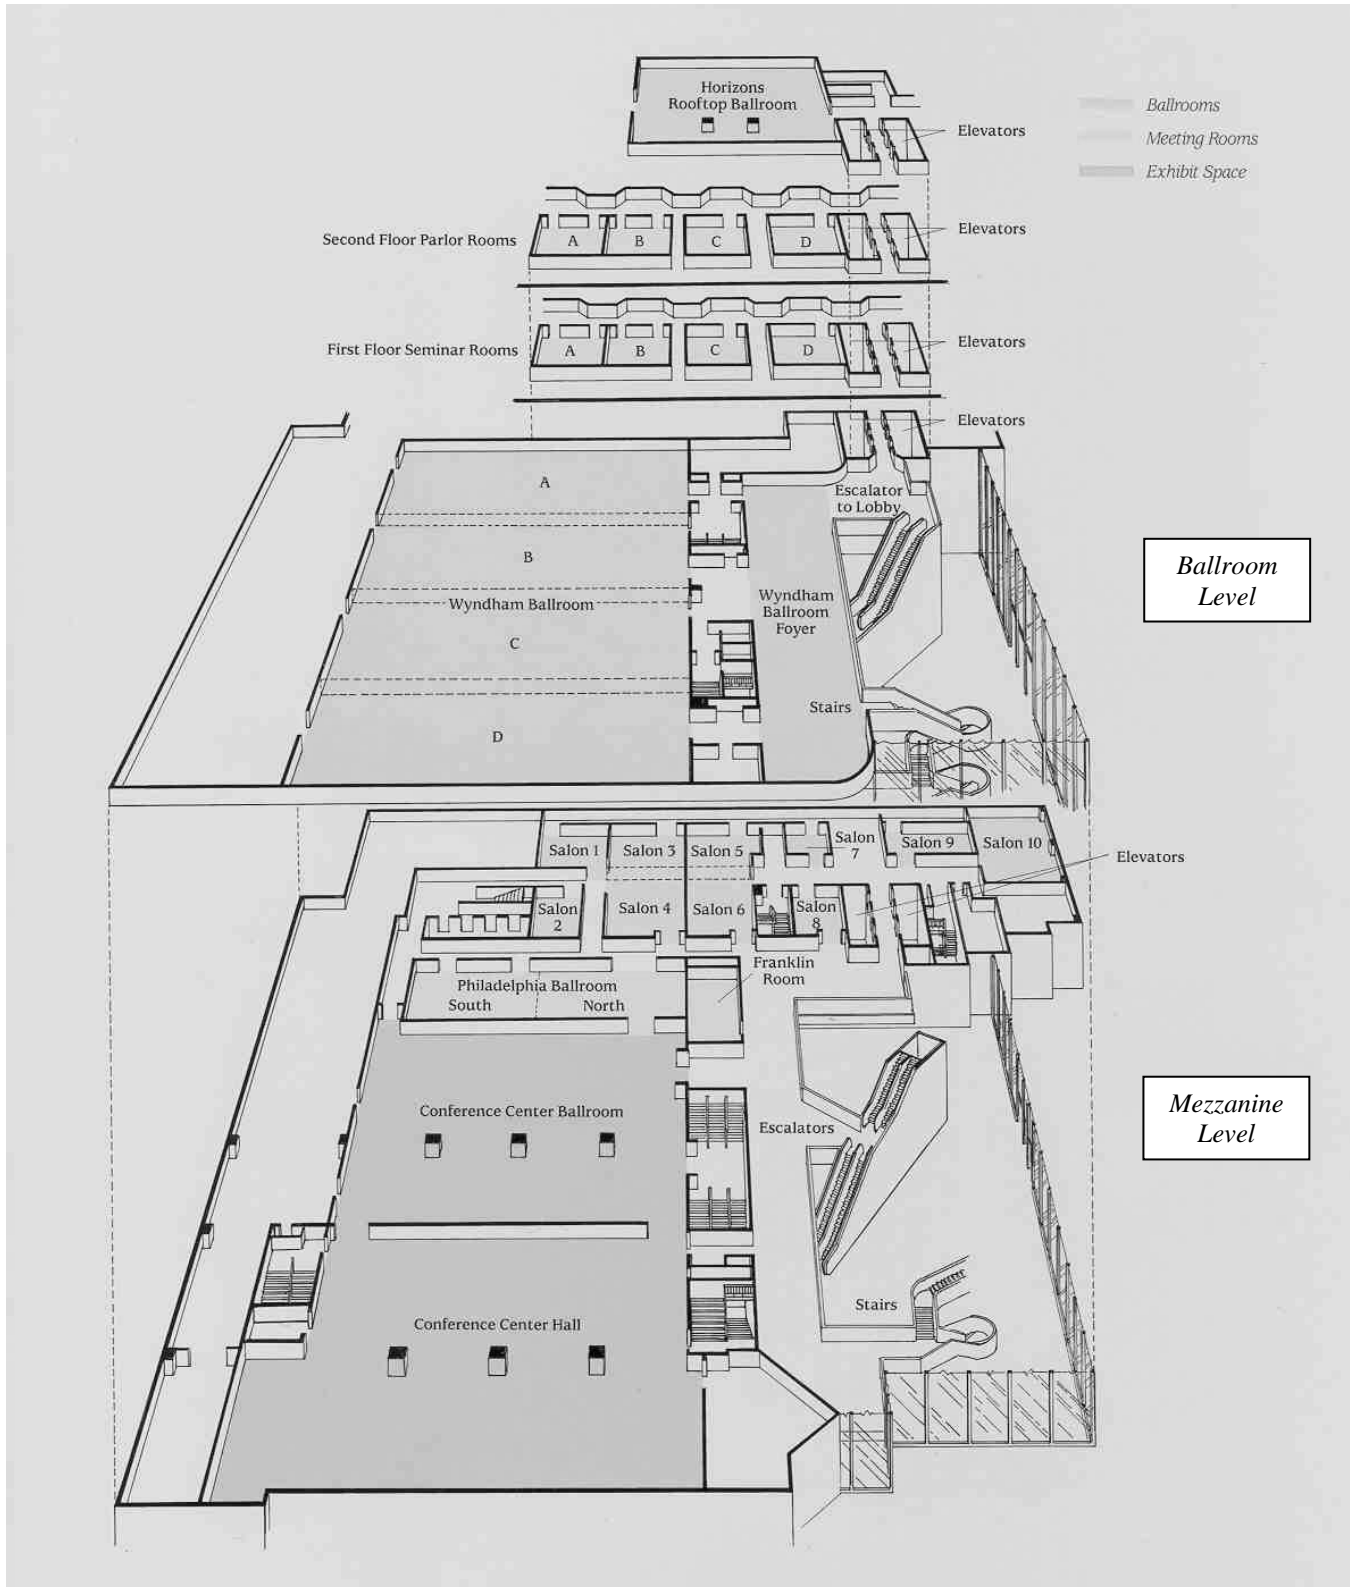 Horizons
Rooftop Ballroom
Ballrooms
Meeting Rooms
Exhibit Space
Elevators
Second Floor Parlor Rooms
A
B
C
D
Elevators
First Floor Seminar Rooms
A
B
C
D
Elevators
Elevators
A
Escalator
to Lobby
B
Wyndham Ballroom
Wyndham
Ballroom
Foyer
C
Stairs
D
Ballroom
Level
Salon 1
Salon 3
Salon 5
Salon
7
Salon 9
Salon 10
Elevators
Salon
2
Salon 4
Salon 6
Salon
8
Franklin
Room
Philadelphia Ballroom
South
North
Conference Center Ballroom
Escalators
Mezzanine
Level
Stairs
Conference Center Hall